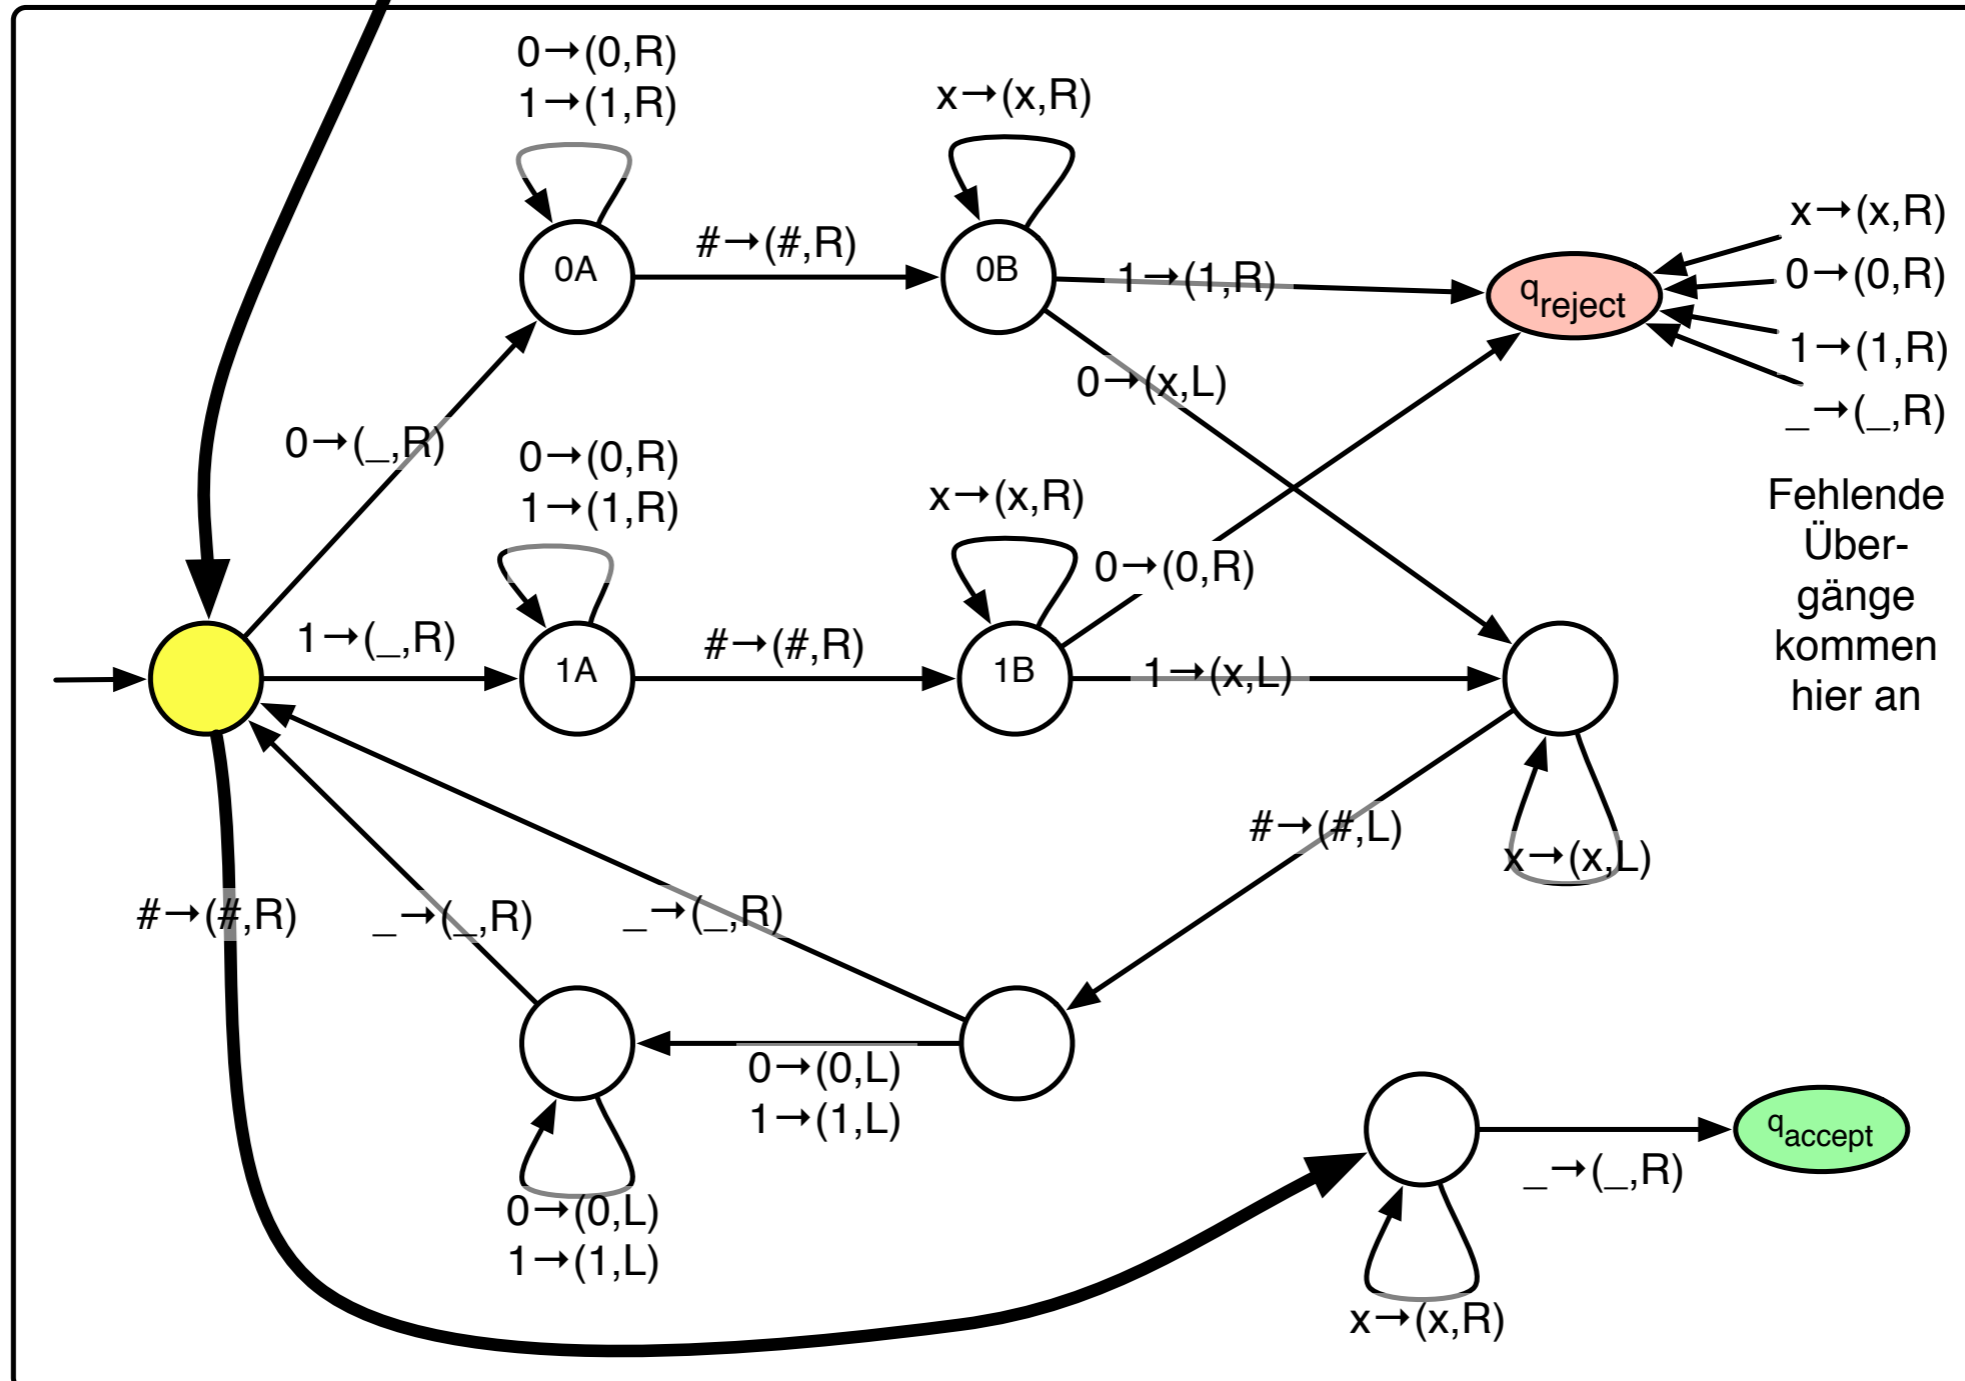 0→(0,R)
1→(1,R)
x→(x,R)
0A
#→(#,R)
0B
1→(1,R)
qreject
x→(x,R)
0→(0,R)
1→(1,R)
_→(_,R)
0→(x,L)
0→(_,R)
0→(0,R)
1→(1,R)
x→(x,R)
0→(0,R)
Fehlende
Über-
gänge
kommen
hier an
1→(_,R)
1A
#→(#,R)
1B
1→(x,L)
#→(#,L)
x→(x,L)
#→(#,R)
_→(_,R)
_→(_,R)
0→(0,L)
1→(1,L)
0→(0,L)
1→(1,L)
qaccept
_→(_,R)
x→(x,R)